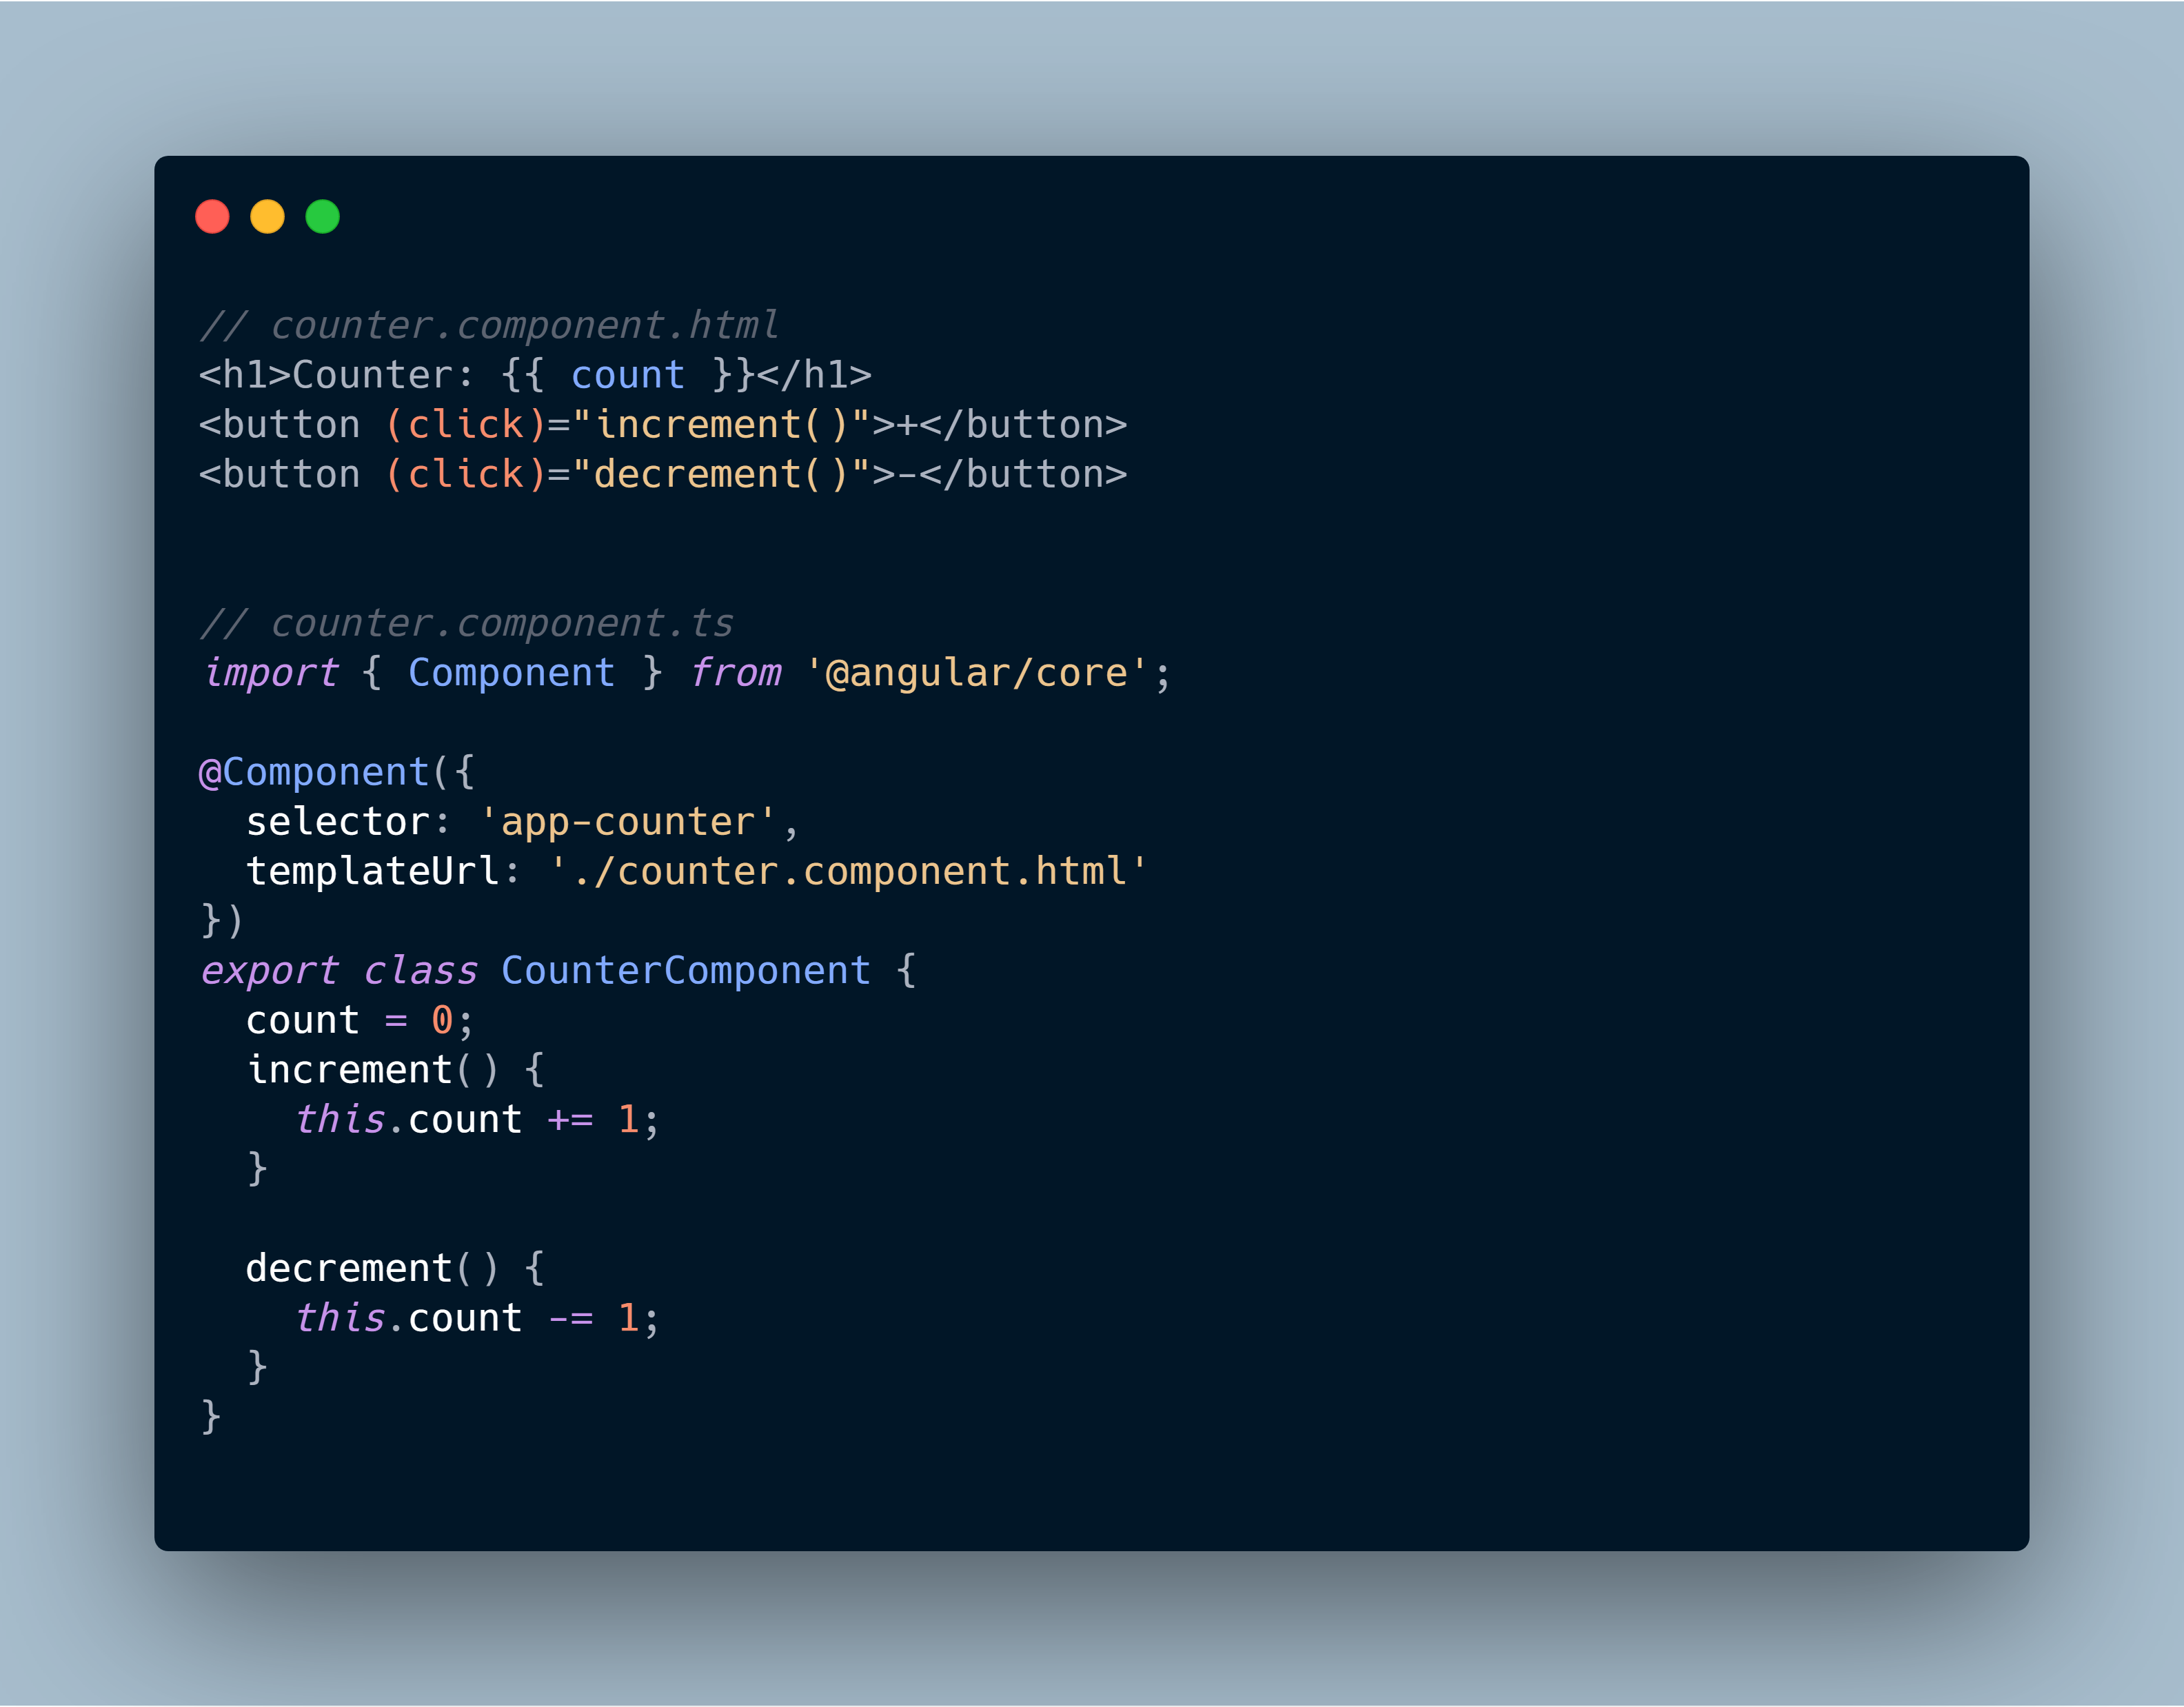 // counter.component.html
<h1>Counter: {{ count }}</h1>
<button (click)="increment()">+</button>
<button (click)="decrement()">-</button>
// counter.component.ts
import { Component } from '@angular/core';
@Component({
  selector: 'app-counter',
  templateUrl: './counter.component.html'
})
export class CounterComponent {
  count = 0;
  increment() {
    this.count += 1;
  }
  decrement() {
    this.count -= 1;
  }
}